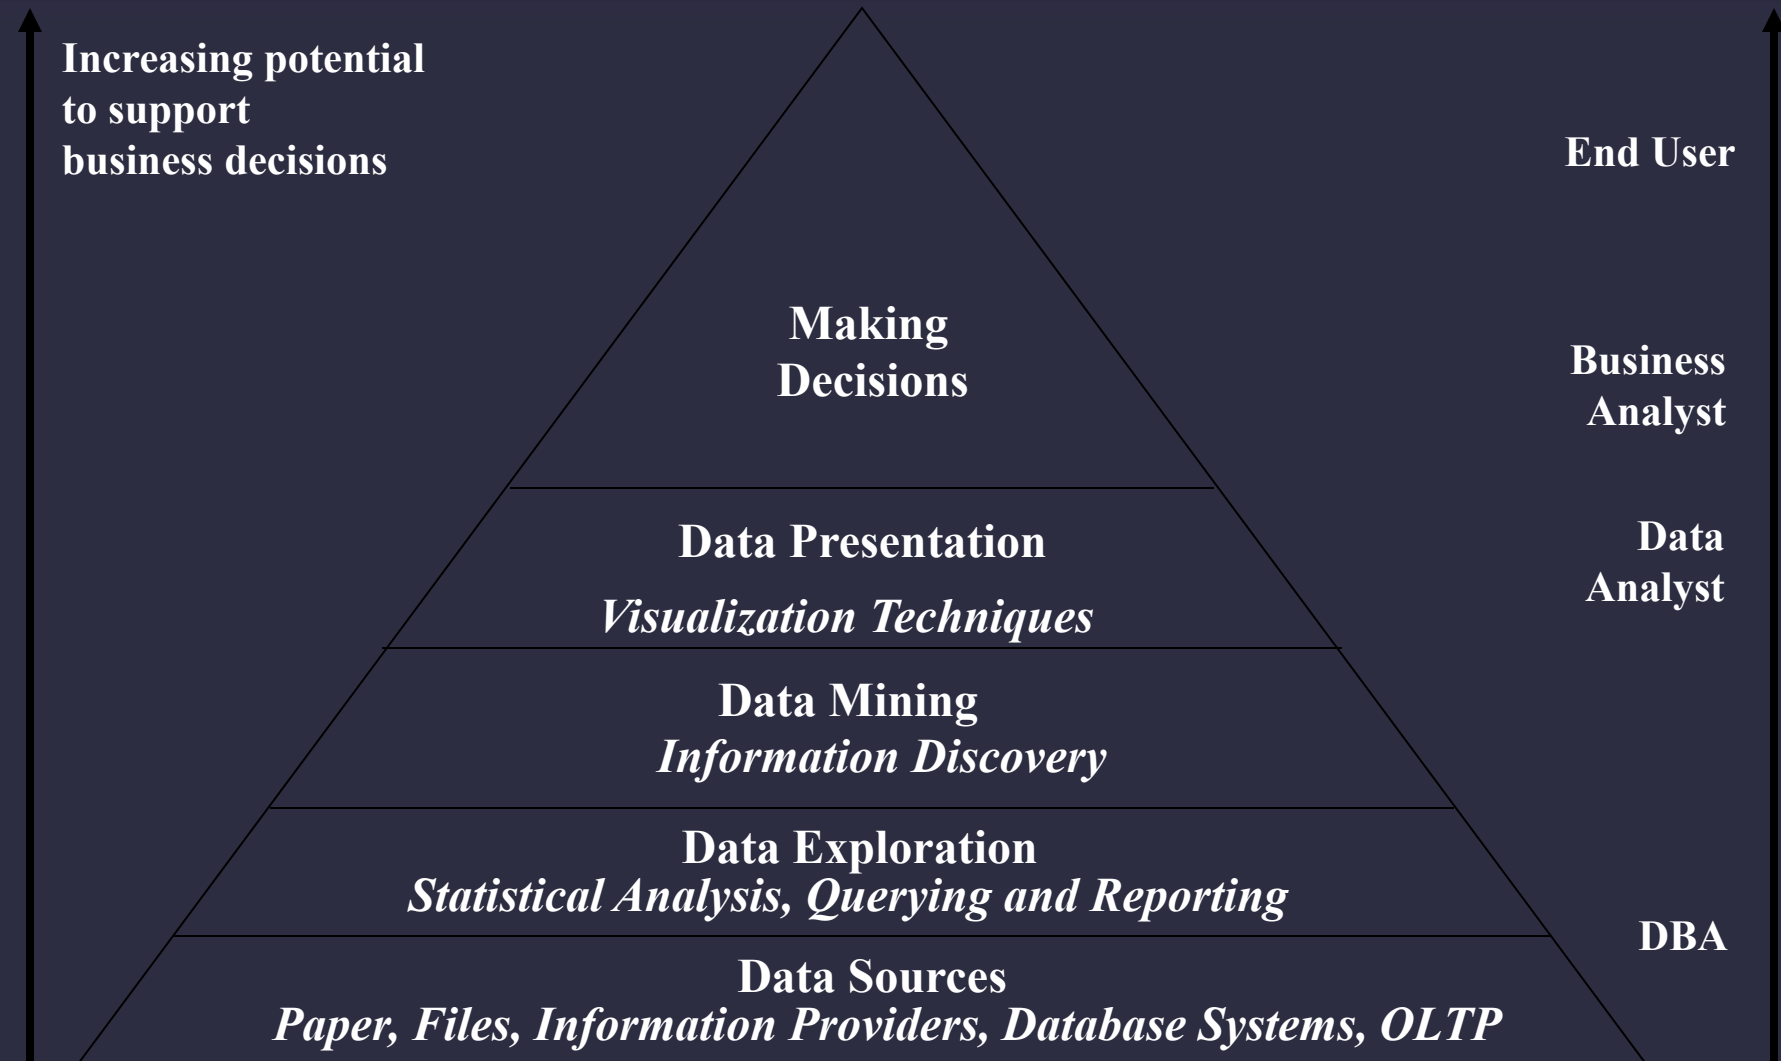 Increasing potential
to support
business decisions
End User
Making
Decisions
Business
Analyst
Data Presentation
Visualization Techniques
Data
Analyst
Data Mining
Information Discovery
Data Exploration
Statistical Analysis, Querying and Reporting
DBA
Data Sources
Paper, Files, Information Providers, Database Systems, OLTP